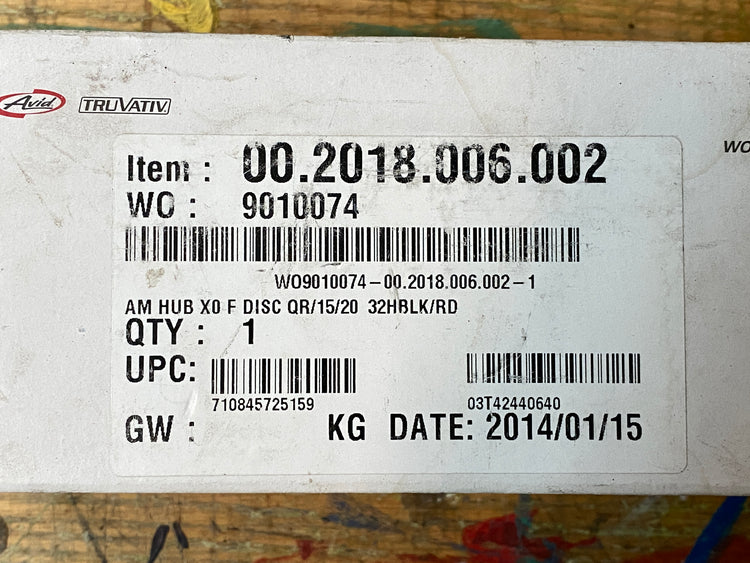 Avid TRUVATIV.
WO
Item : 00.2018.006.002
WO : 9010074
WO9010074-00.2018.006.002-1
AM HUB X0 F DISC QR/15/20 32HBLK/RD
QTY : 1
UPC:
710845725159 03T42440640
GW : KG DATE: 2014/01/15